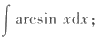 ∫ arcsin xdx;